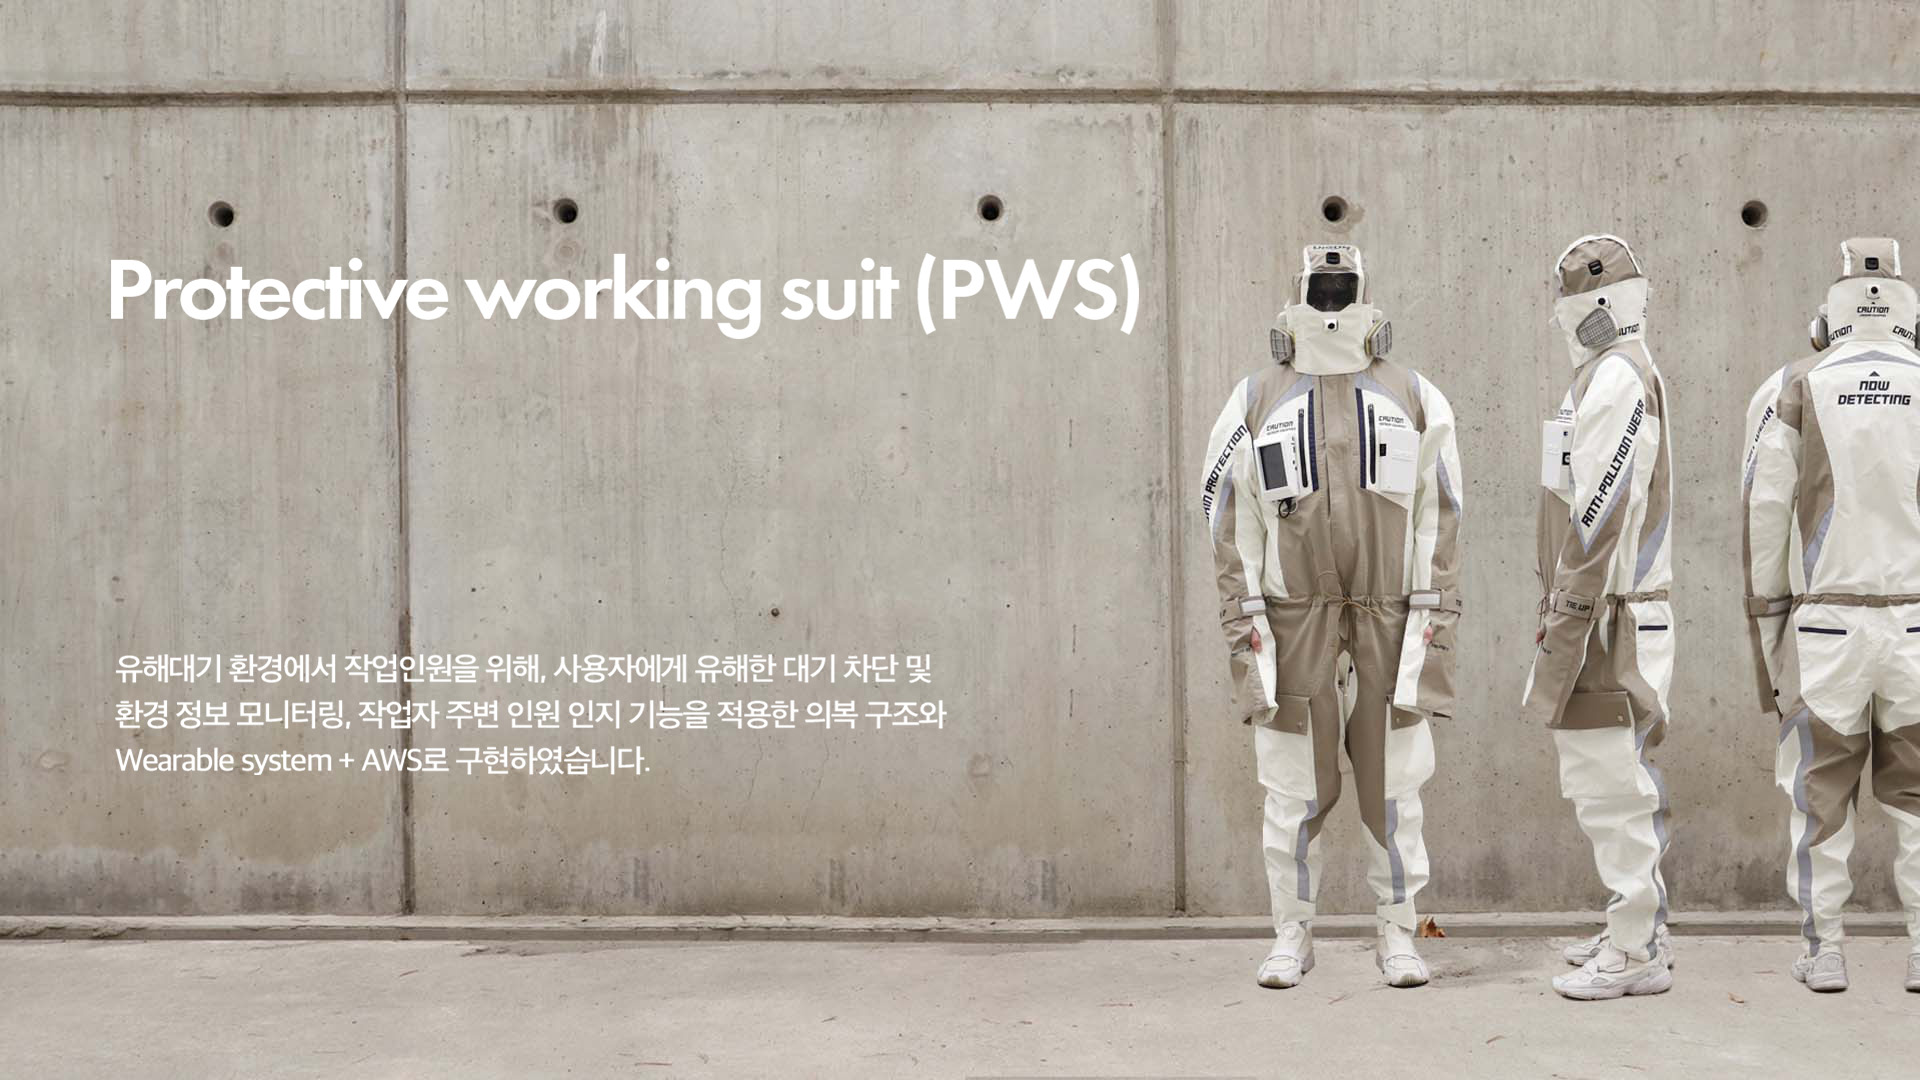 Protective working suit (PWS)
유해대기 환경에서 작업인원을 위해, 사용자에게 유해한 대기 차단 및
환경 정보 모니터링, 작업자 주변 인원 인지 기능을 적용한 의복 구조와
Wearable system + AWS로 구현하였습니다.
CAUTION
CAUTION
PROTECTION
TIE UP
ANTI-POLLTION WEAR
CAUTION
NOW
DETECTING
WEAR